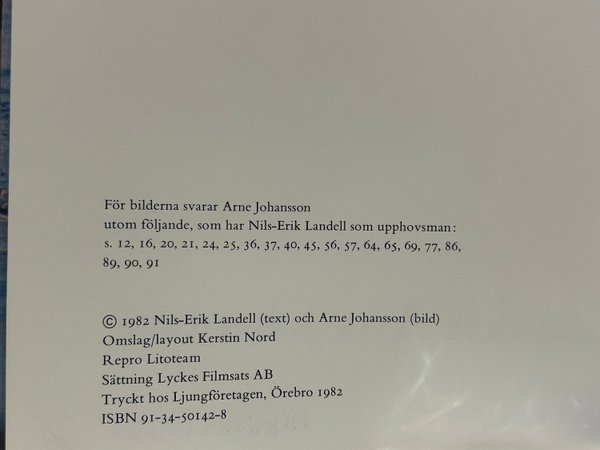 För bilderna svarar Arne Johansson
utom följande, som har Nils-Erik Landell som upphovsman:
s. 12, 16, 20, 21, 24, 25, 36, 37, 40, 45, 56, 57, 64, 65, 69, 77, 86,
89, 90, 91
© 1982 Nils-Erik Landell (text) och Arne Johansson (bild)
Omslag/layout Kerstin Nord
Repro Litoteam
Sättning Lyckes Filmsats AB
Tryckt hos Ljungföretagen, Örebro 1982
ISBN 91-34-50142-8